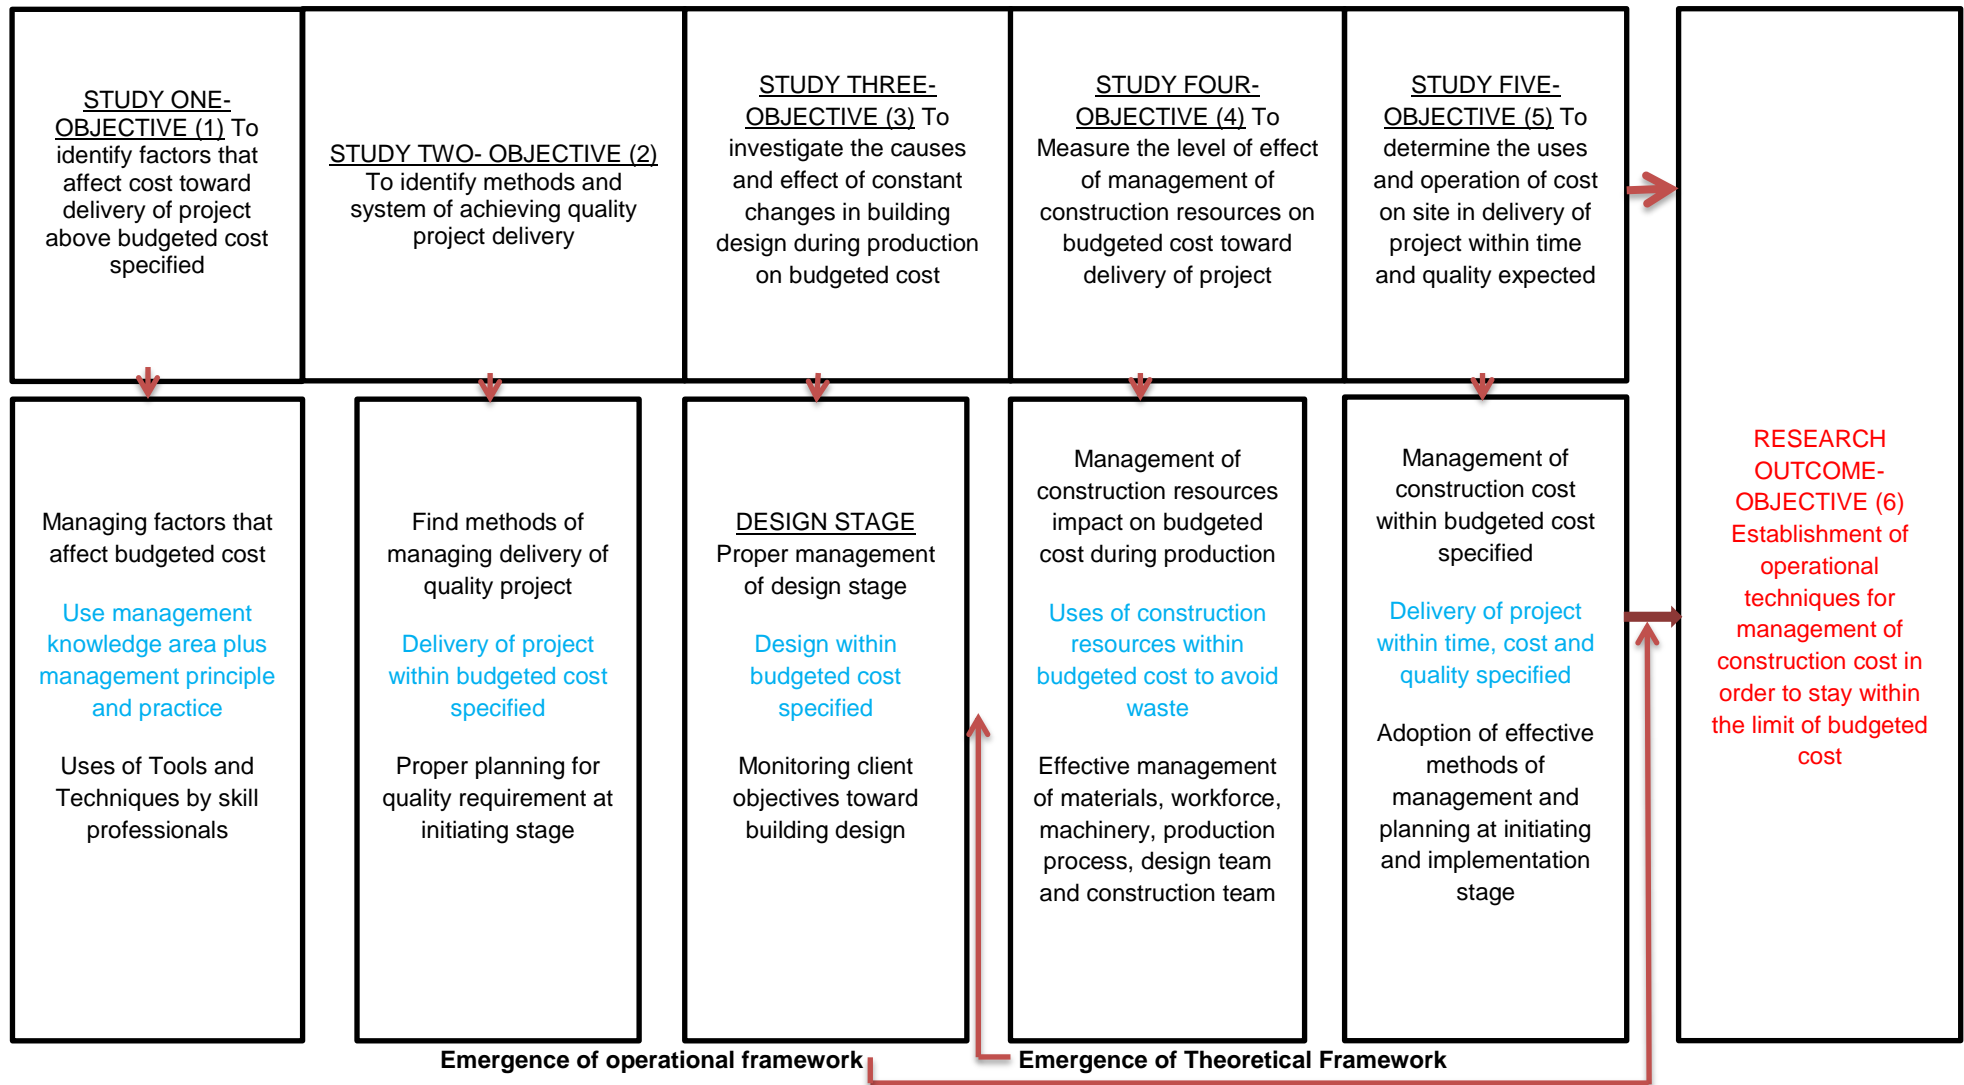 STUDY ONE-
OBJECTIVE (1) To
identify factors that
affect cost toward
delivery of project
above budgeted cost
specified
STUDY TWO- OBJECTIVE (2)
To identify methods and
system of achieving quality
project delivery
STUDY THREE-
OBJECTIVE (3) To
investigate the causes
and effect of constant
changes in building
design during production
on budgeted cost
STUDY FOUR-
OBJECTIVE (4) To
Measure the level of effect
of management of
construction resources on
budgeted cost toward
delivery of project
STUDY FIVE-
OBJECTIVE (5) To
determine the uses
and operation of cost
on site in delivery of
project within time
and quality expected
Managing factors that
affect budgeted cost
Use management
knowledge area plus
management principle
and practice
Uses of Tools and
Techniques by skill
professionals
Find methods of
managing delivery of
quality project
Delivery of project
within budgeted cost
specified
Proper planning for
quality requirement at
initiating stage
DESIGN STAGE
Proper management
of design stage
Design within
budgeted cost
specified
Monitoring client
objectives toward
building design
Management of
construction resources
impact on budgeted
cost during production
Uses of construction
resources within
budgeted cost to avoid
waste
Effective management
of materials, workforce,
machinery, production
process, design team
and construction team
Management of
construction cost
within budgeted cost
specified
Delivery of project
within time, cost and
quality specified
Adoption of effective
methods of
management and
planning at initiating
and implementation
stage
RESEARCH
OUTCOME-
OBJECTIVE (6)
Establishment of
operational
techniques for
management of
construction cost in
order to stay within
the limit of budgeted
cost
Emergence of operational framework
Emergence of Theoretical Framework